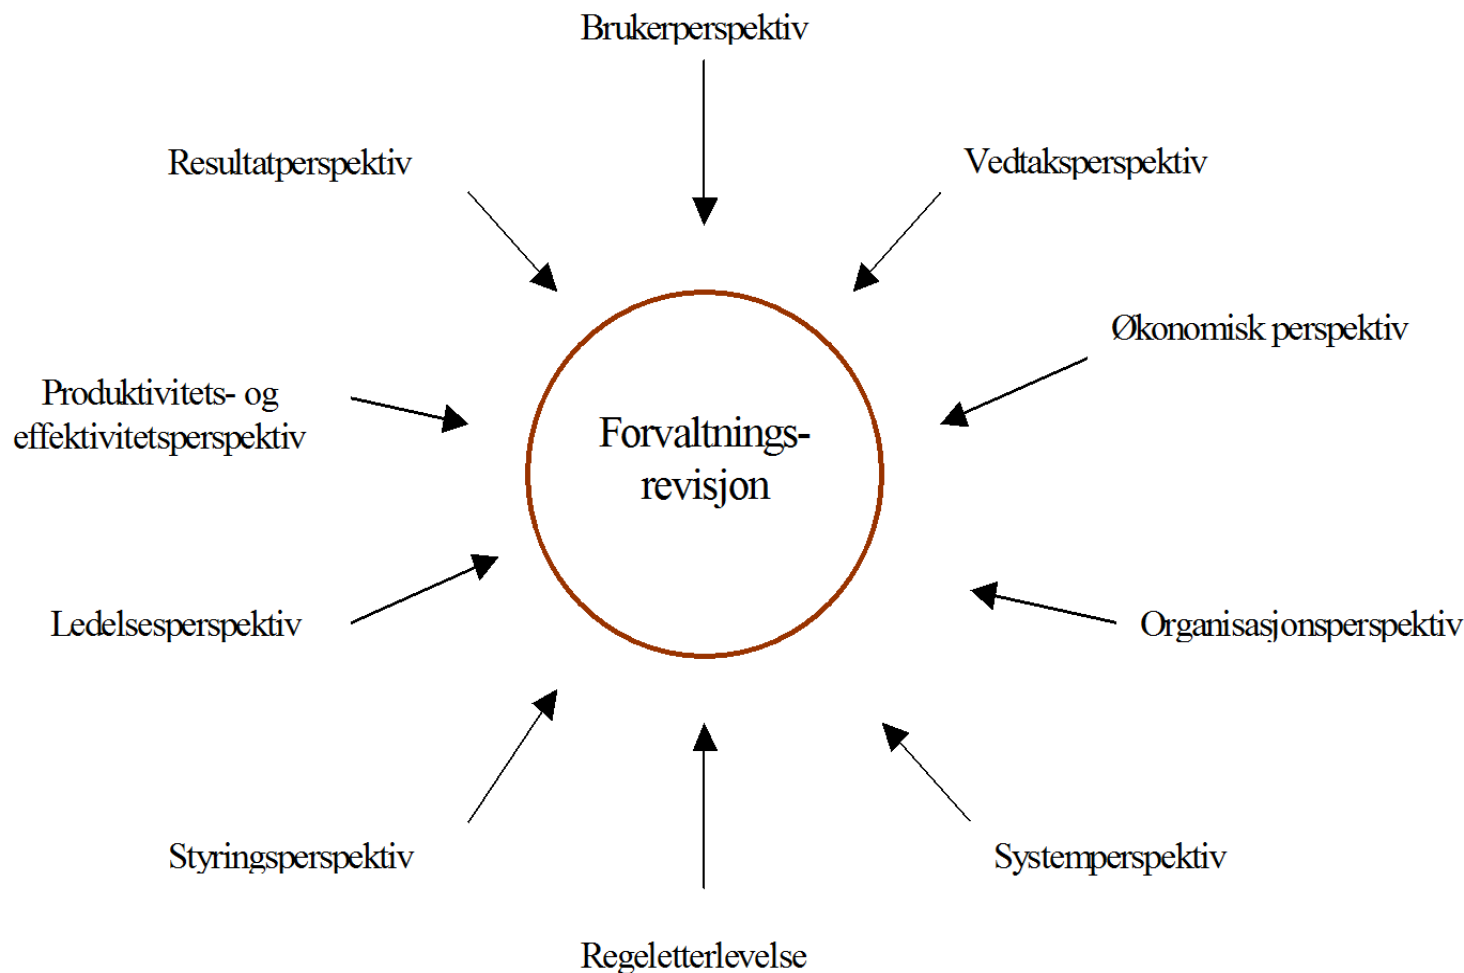 Brukerperspektiv
Resultatperspektiv
Vedtaksperspektiv
Økonomisk perspektiv
Produktivitets- og
effektivitetsperspektiv
Forvaltnings-
revisjon
Ledelsesperspektiv
Organisasjonsperspektiv
Styringsperspektiv
Systemperspektiv
Regeletterlevelse